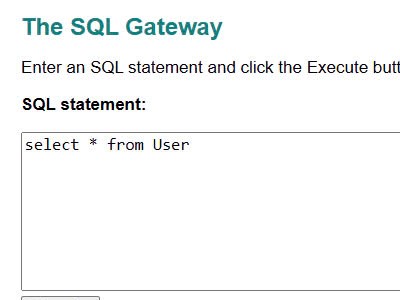 The SQL Gateway
Enter an SQL statement and click the Execute butt
SQL statement:
select * from User